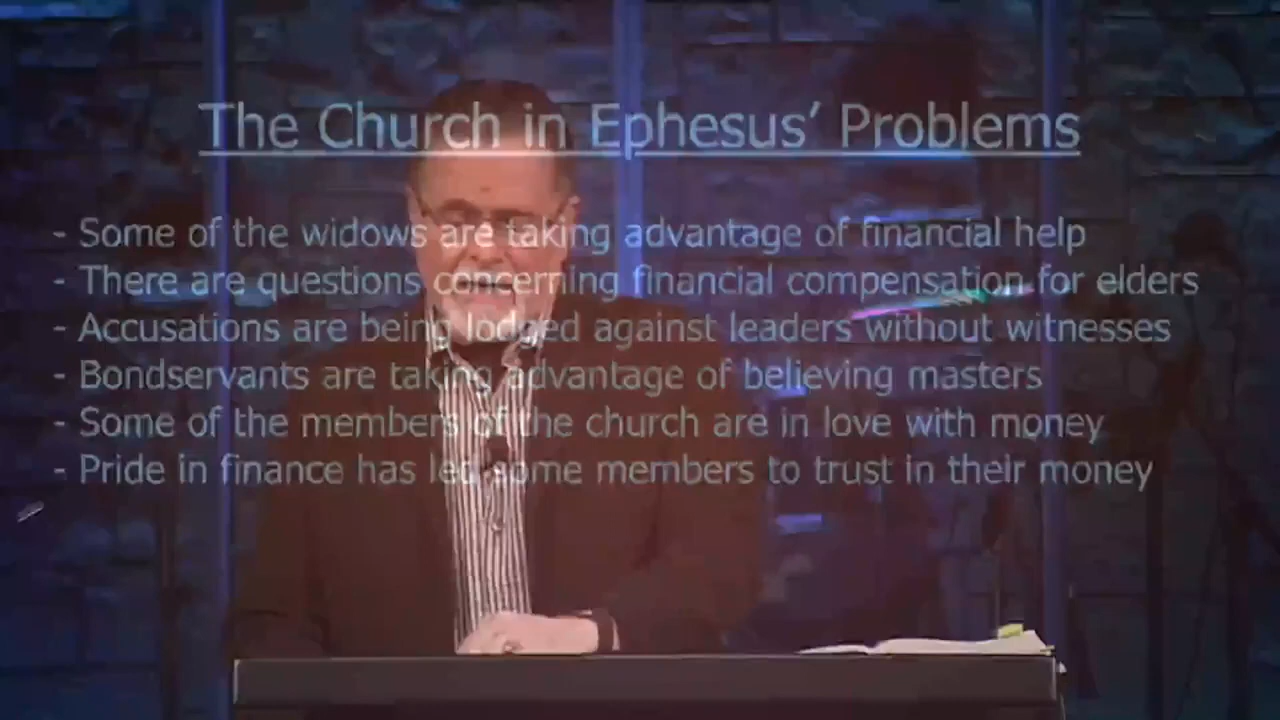 The Church in Ephesus' Problems
- Some of the widows are taking advantage of financial help
- There are questions concerning financial compensation for elders
- Accusations are being lodged against leaders without witnesses
- Bondservants are taking advantage of believing masters
- Some of the members of the church are in love with money
- Pride in finance has led some members to trust in their money